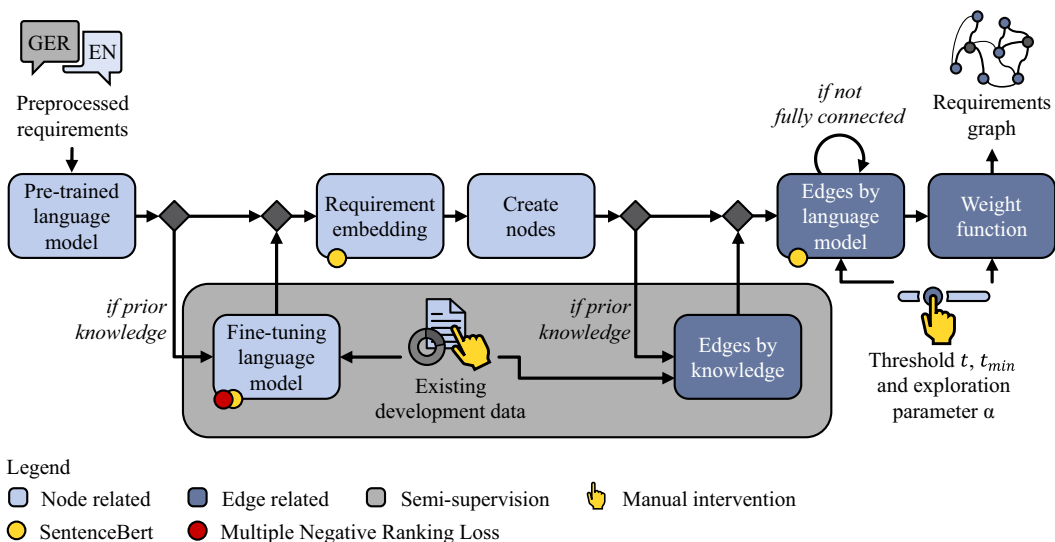 GER
EN
Preprocessed
requirements
Pre-trained
language
model
Requirement
embedding
Create
nodes
if not
fully connected
Edges by
language
model
Weight
function
Requirements
graph
if prior
knowledge
Fine-tuning
language
model
Existing
development data
if prior
knowledge
Edges by
knowledge
Threshold t, t_min
and exploration
parameter α
Legend
Node related
Edge related
Semi-supervision
Manual intervention
SentenceBert
Multiple Negative Ranking Loss